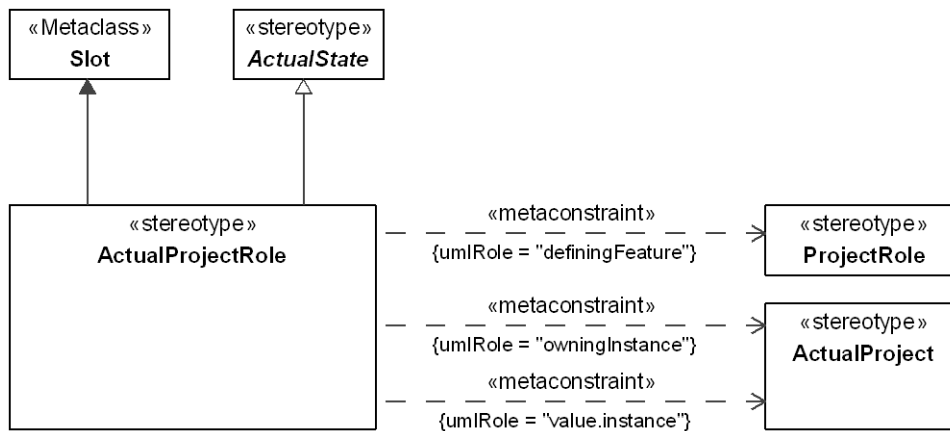 «Metaclass»
Slot
«stereotype»
ActualState
«stereotype»
ActualProjectRole
«metaconstraint»
{umlRole = "definingFeature"}
«stereotype»
ProjectRole
«metaconstraint»
{umlRole = "owningInstance"}
«stereotype»
ActualProject
«metaconstraint»
{umlRole = "value.instance"}